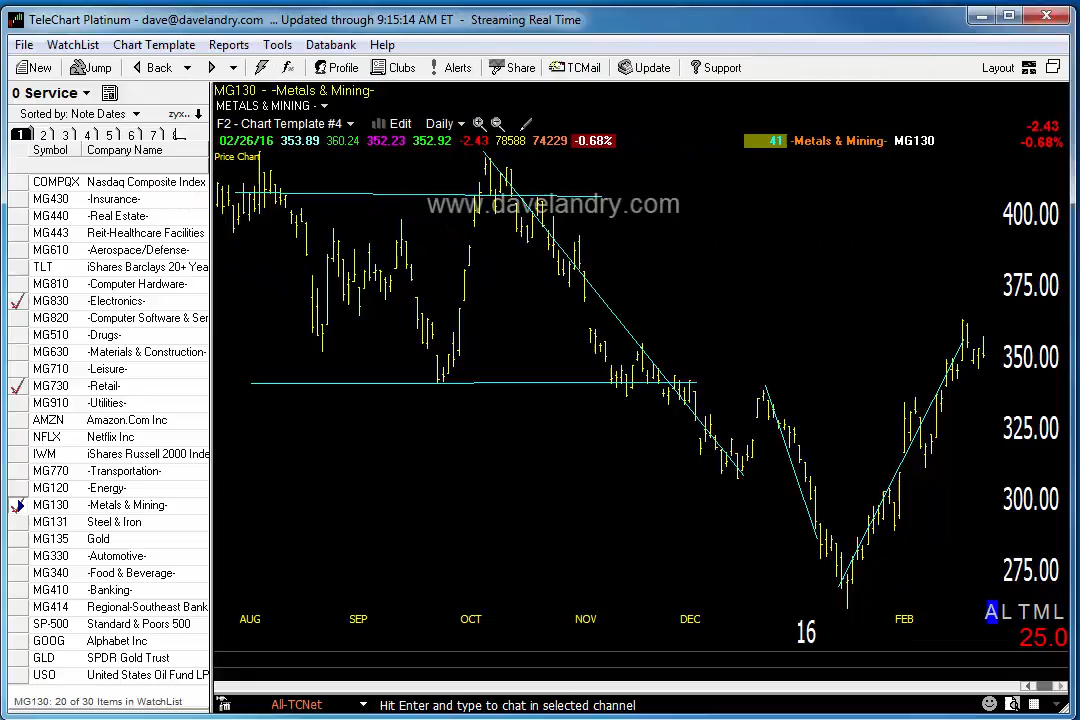 TeleChart Platinum - dave@davelandry.com ... Updated through 9:15:14 AM ET - Streaming Real Time
File WatchList Chart Template Reports Tools Databank Help
New Jump Back Profile Clubs Alerts Share TCMail Update Support Layout
0 Service
Sorted by: Note Dates zyx..
1 2 3 4 5 6 7
Symbol Company Name
COMPQX Nasdaq Composite Index
MG430 -Insurance-
MG440 -Real Estate-
MG443 Reit-Healthcare Facilities
MG610 -Aerospace/Defense-
TLT iShares Barclays 20+ Yea
MG810 -Computer Hardware-
MG830 -Electronics-
MG820 -Computer Software & Ser
MG510 -Drugs-
MG630 -Materials & Construction-
MG710 -Leisure-
MG730 -Retail-
MG910 -Utilities-
AMZN Amazon.Com Inc
NFLX Netflix Inc
IWM iShares Russell 2000 Inde
MG770 -Transportation-
MG120 -Energy-
MG130 -Metals & Mining-
MG131 Steel & Iron
MG135 Gold
MG330 -Automotive-
MG340 -Food & Beverage-
MG410 -Banking-
MG414 Regional-Southeast Bank
SP-500 Standard & Poors 500
GOOG Alphabet Inc
GLD SPDR Gold Trust
USO United States Oil Fund LP
MG130: 20 of 30 Items in WatchList
MG130 - -Metals & Mining-
METALS & MINING -
F2 - Chart Template #4 Edit Daily
02/26/16 353.89 360.24 352.23 352.92 -2.43 78588 74229 -0.68%
41 -Metals & Mining- MG130
-2.43
-0.68%
Price Chart
www.davelandry.com
400.00
375.00
350.00
325.00
300.00
275.00
A L T M L
25.0
AUG SEP OCT NOV DEC 16 FEB
All-TCNet Hit Enter and type to chat in selected channel